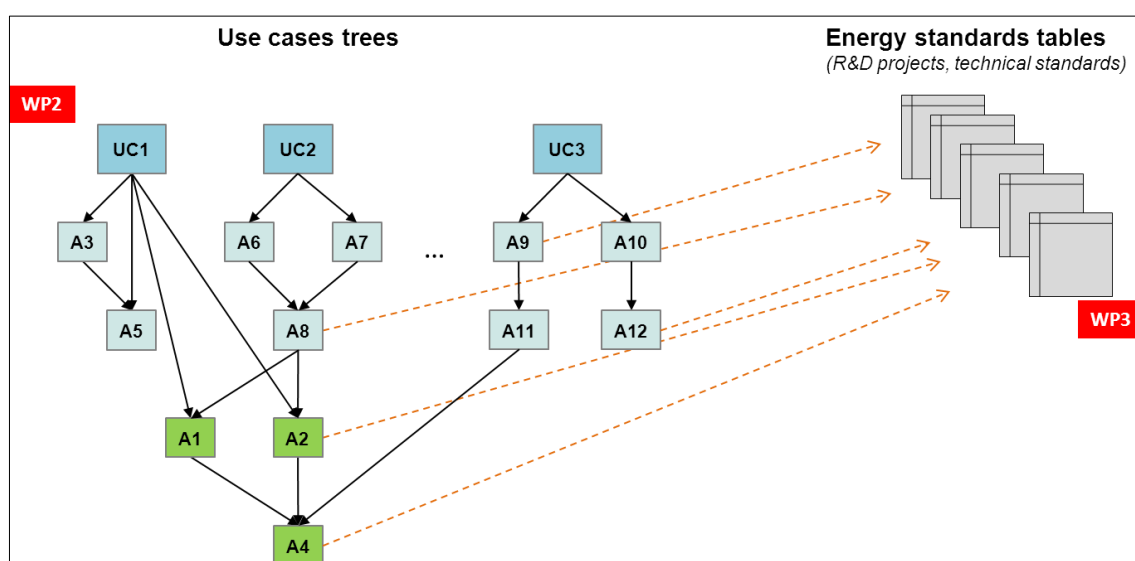 Use cases trees
Energy standards tables
(R&D projects, technical standards)
WP2
UC1
UC2
UC3
A3
A6
A7
...
A9
A10
A5
A8
A11
A12
WP3
A1
A2
A4